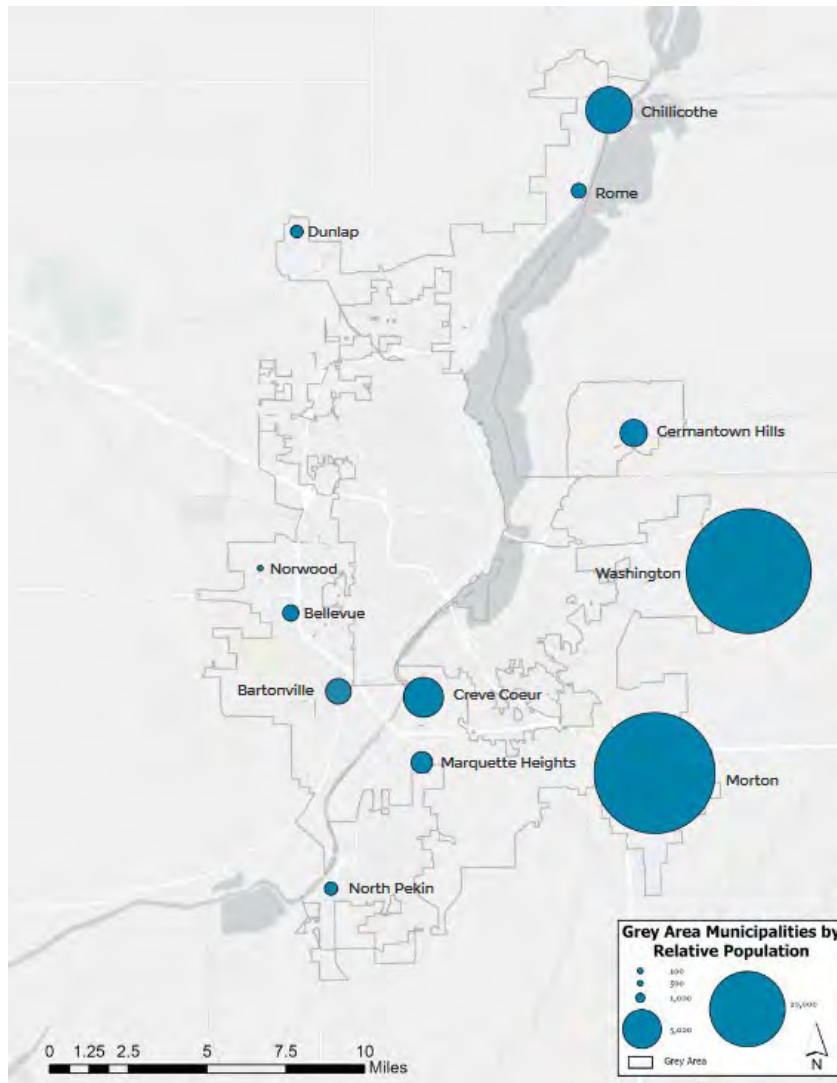 Chillicothe
Rome
Dunlap
Germantown Hills
Washington
Norwood
Bellevue
Bartonville
Creve Coeur
Marquette Heights
Morton
North Pekin
Grey Area Municipalities by
Relative Population
100
500
1,000
5,000
20,000
Grey Area
N
0 1.25 2.5 5 7.5 10
Miles